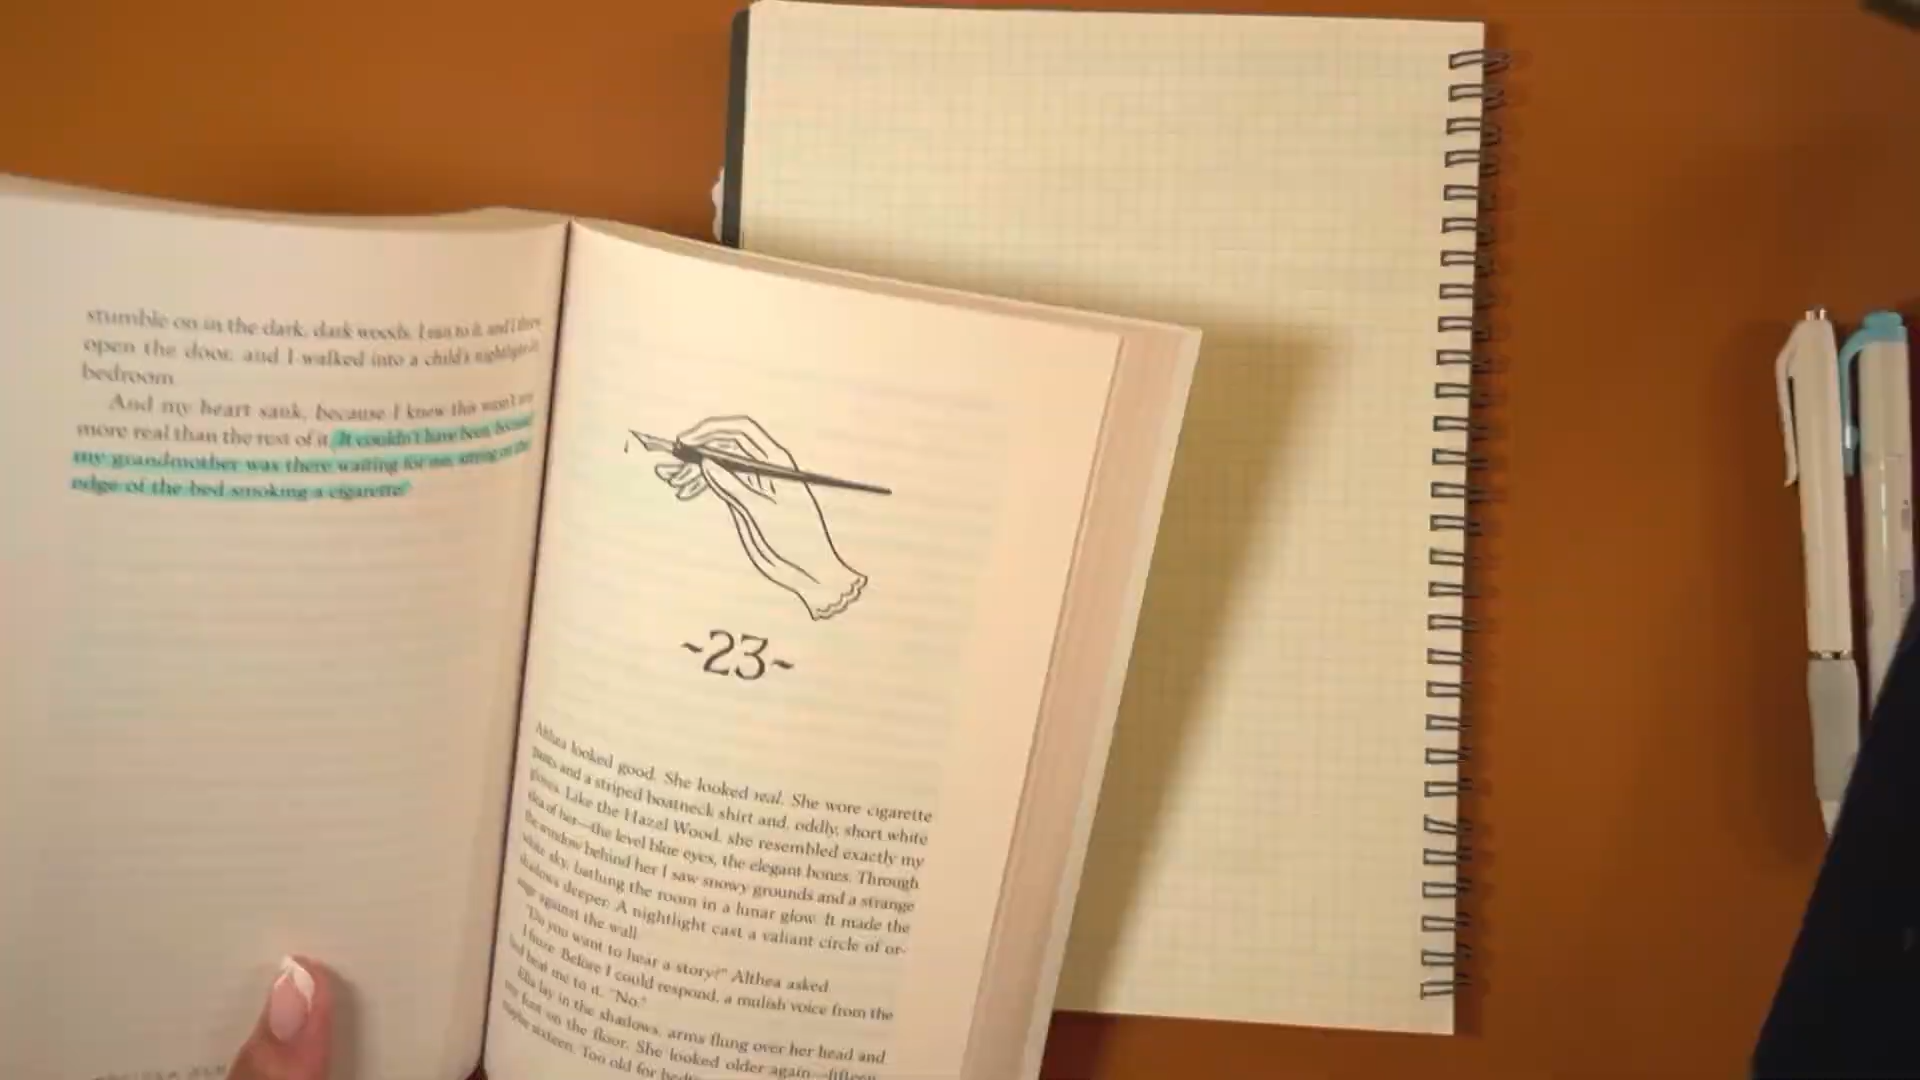 stumble on in the dark, dark woods. I ran to it, and I threw
open the door, and I walked into a child's nightlight-lit
bedroom.
And my heart sank, because I knew this wasn't any
more real than the rest of it. It couldn't have been, because
my grandmother was there waiting for me, sitting on the
edge of the bed smoking a cigarette.
~23~
Althea looked good. She looked real. She wore cigarette
pants and a striped boatneck shirt and, oddly, short white
gloves. Like the Hazel Wood, she resembled exactly my
idea of her—the level blue eyes, the elegant bones. Through
the window behind her I saw snowy grounds and a strange
white sky, bathing the room in a lunar glow. It made the
shadows deeper. A nightlight cast a valiant circle of or-
ange against the wall.
"Do you want to hear a story?" Althea asked
I froze. Before I could respond, a mulish voice from the
bed beat me to it. "No."
Ella lay in the shadows, arms flung over her head and
my foot on the floor. She looked older again—fifteen,
maybe sixteen. Too old for